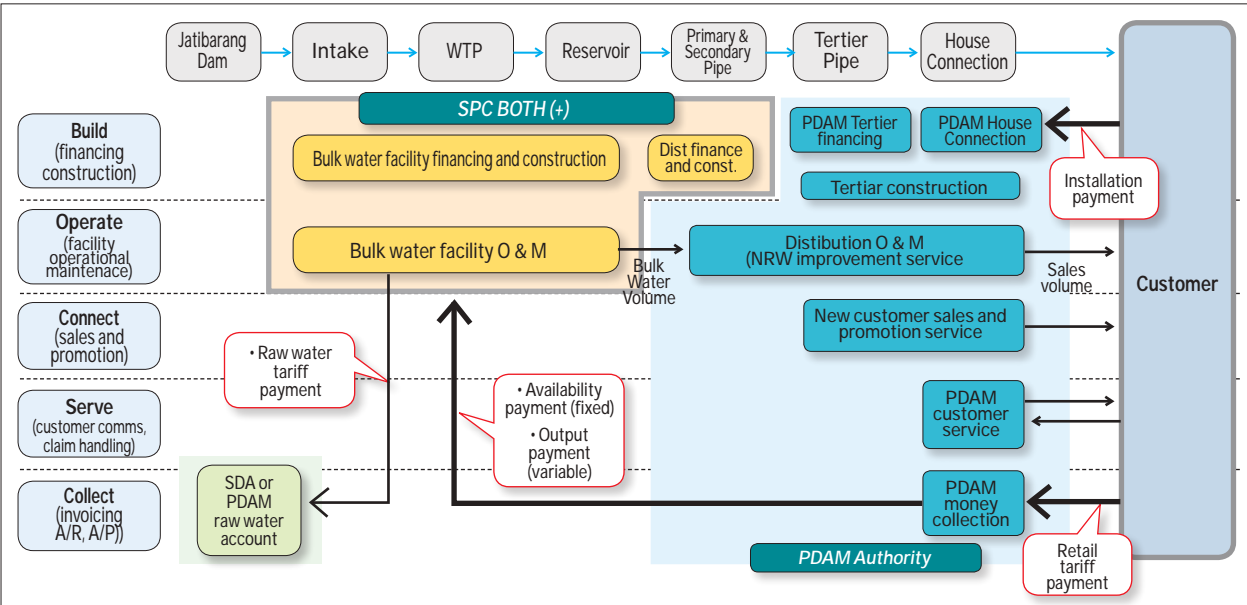 Jatibarang
Dam
Intake
WTP
Reservoir
Primary &
Secondary
Pipe
Tertier
Pipe
House
Connection
Customer
SPC BOTH (+)
Build
(financing
construction)
Bulk water facility financing and construction
Dist finance
and const.
PDAM Tertier
financing
PDAM House
Connection
Tertiar construction
Installation
payment
Operate
(facility
operational
maintenace)
Bulk water facility O & M
Bulk
Water
Volume
Distibution O & M
(NRW improvement service
Sales
volume
Connect
(sales and
promotion)
• Raw water
tariff
payment
New customer sales and
promotion service
Serve
(customer comms,
claim handling)
• Availability
payment (fixed)
• Output
payment
(variable)
PDAM
customer
service
Collect
(invoicing
A/R, A/P))
SDA or
PDAM
raw water
account
PDAM
money
collection
PDAM Authority
Retail
tariff
payment